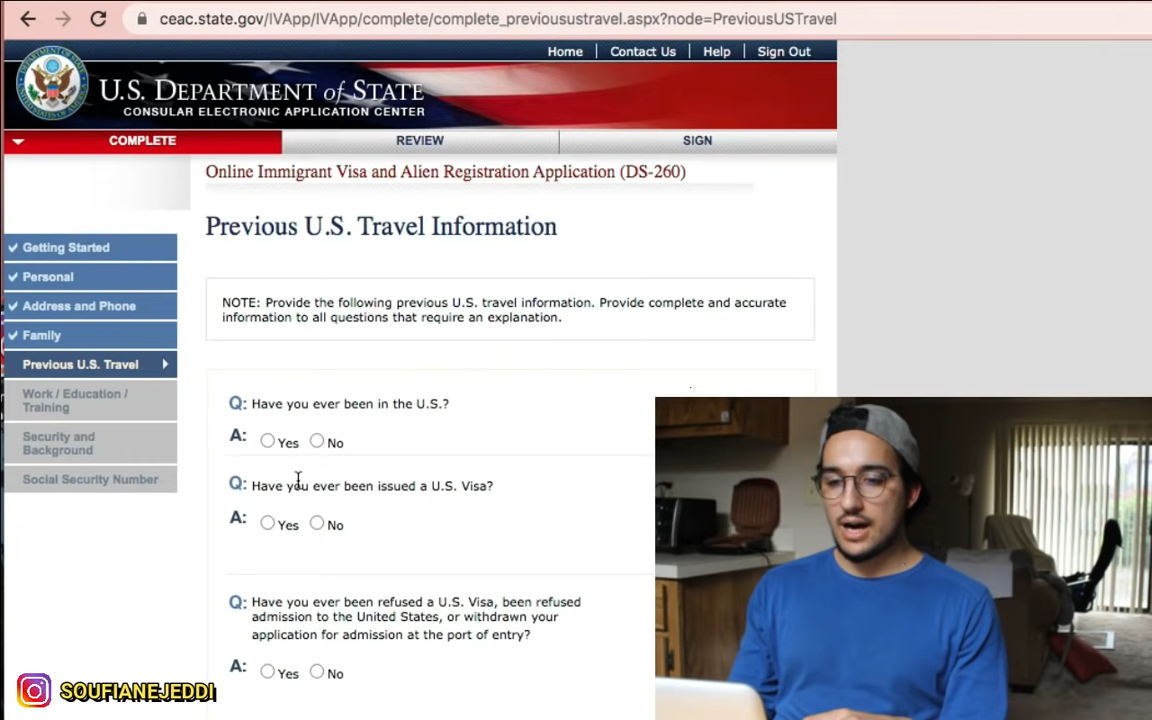 ceac.state.gov/IVApp/IVApp/complete/complete_previousustravel.aspx?node=PreviousUSTravel
Home | Contact Us | Help | Sign Out
U.S. DEPARTMENT of STATE
CONSULAR ELECTRONIC APPLICATION CENTER
COMPLETE REVIEW SIGN
Online Immigrant Visa and Alien Registration Application (DS-260)
Previous U.S. Travel Information
Getting Started
Personal
Address and Phone
Family
Previous U.S. Travel
Work / Education /
Training
Security and
Background
Social Security Number
NOTE: Provide the following previous U.S. travel information. Provide complete and accurate
information to all questions that require an explanation.
Q: Have you ever been in the U.S.?
A: Yes No
Q: Have you ever been issued a U.S. Visa?
A: Yes No
Q: Have you ever been refused a U.S. Visa, been refused
admission to the United States, or withdrawn your
application for admission at the port of entry?
A: Yes No
SOUFIANEJEDDI